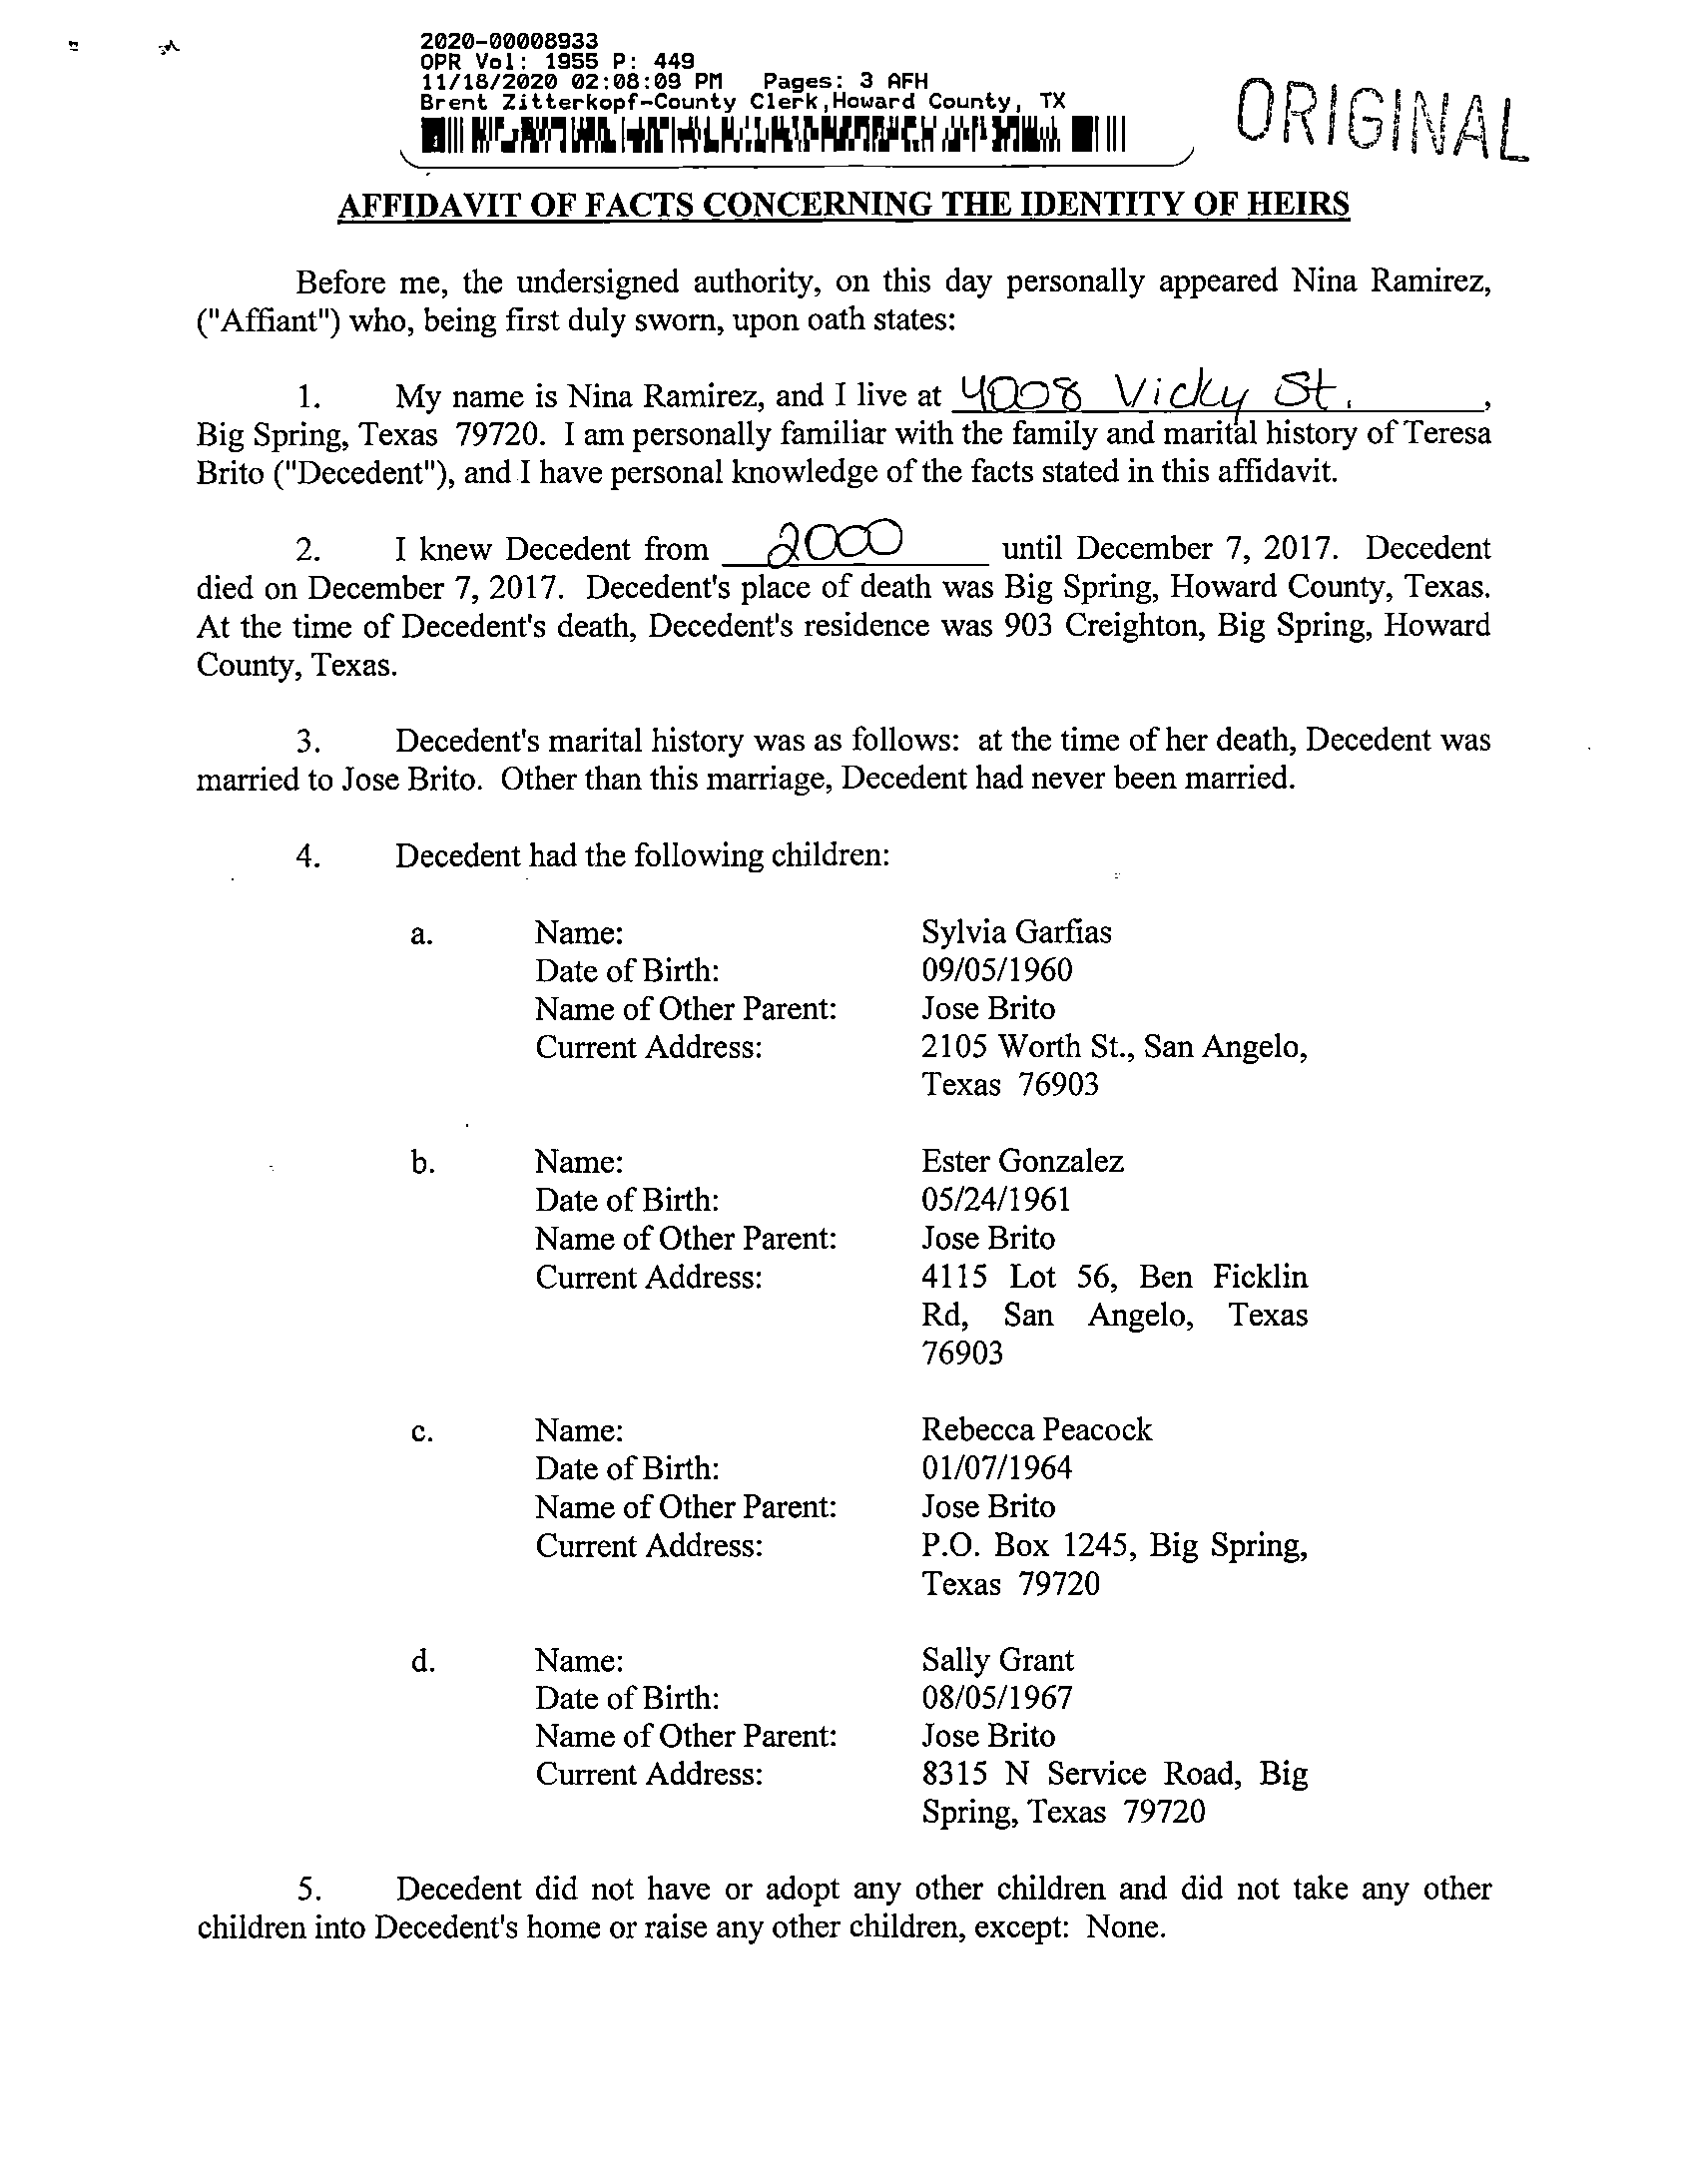 2020-00008933
OPR Vol: 1955 P: 449
11/18/2020 02:08:09 PM Pages: 3 AFH
Brent Zitterkopf-County Clerk, Howard County, TX
ORIGINAL
AFFIDAVIT OF FACTS CONCERNING THE IDENTITY OF HEIRS
Before me, the undersigned authority, on this day personally appeared Nina Ramirez,
("Affiant") who, being first duly sworn, upon oath states:
1. My name is Nina Ramirez, and I live at 4008 Vicky St. ,
Big Spring, Texas 79720. I am personally familiar with the family and marital history of Teresa
Brito ("Decedent"), and I have personal knowledge of the facts stated in this affidavit.
2. I knew Decedent from 2000 until December 7, 2017. Decedent
died on December 7, 2017. Decedent's place of death was Big Spring, Howard County, Texas.
At the time of Decedent's death, Decedent's residence was 903 Creighton, Big Spring, Howard
County, Texas.
3. Decedent's marital history was as follows: at the time of her death, Decedent was
married to Jose Brito. Other than this marriage, Decedent had never been married.
4. Decedent had the following children:
a. Name: Sylvia Garfias
Date of Birth: 09/05/1960
Name of Other Parent: Jose Brito
Current Address: 2105 Worth St., San Angelo,
Texas 76903
b. Name: Ester Gonzalez
Date of Birth: 05/24/1961
Name of Other Parent: Jose Brito
Current Address: 4115 Lot 56, Ben Ficklin
Rd, San Angelo, Texas
76903
c. Name: Rebecca Peacock
Date of Birth: 01/07/1964
Name of Other Parent: Jose Brito
Current Address: P.O. Box 1245, Big Spring,
Texas 79720
d. Name: Sally Grant
Date of Birth: 08/05/1967
Name of Other Parent: Jose Brito
Current Address: 8315 N Service Road, Big
Spring, Texas 79720
5. Decedent did not have or adopt any other children and did not take any other
children into Decedent's home or raise any other children, except: None.